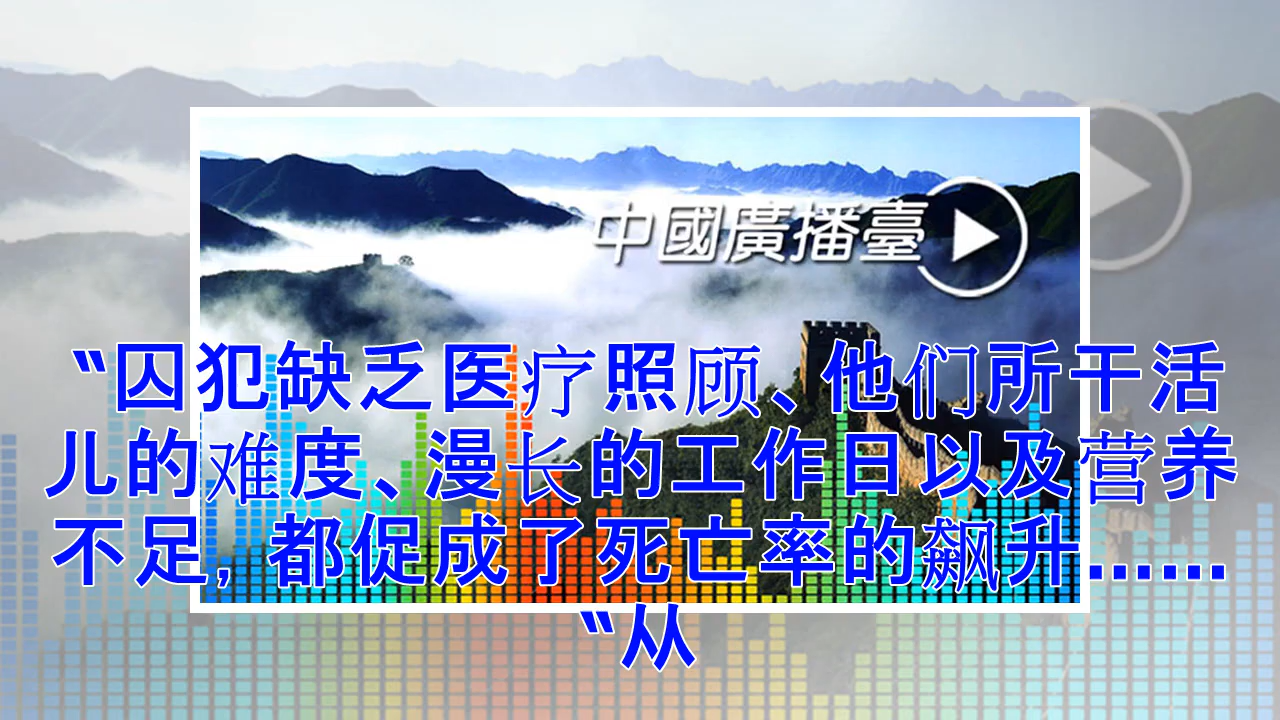 中國廣播臺
“囚犯缺乏医疗照顾、他们所干活
儿的难度、漫长的工作日以及营养
不足, 都促成了死亡率的飙升......
“从